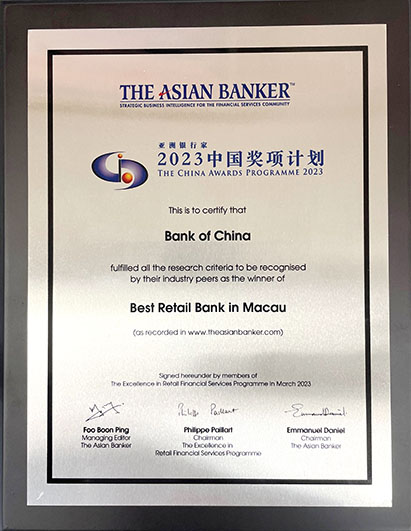 THE ASIAN BANKER™
STRATEGIC BUSINESS INTELLIGENCE FOR THE FINANCIAL SERVICES COMMUNITY
亚洲银行家
2023中国奖项计划
THE CHINA AWARDS PROGRAMME 2023
This is to certify that
Bank of China
fulfilled all the research criteria to be recognised
by their industry peers as the winner of
Best Retail Bank in Macau
(as recorded in www.theasianbanker.com)
Signed hereunder by members of
The Excellence in Retail Financial Services Programme in March 2023
Philippe Paillart
Emmanuel Daniel
Foo Boon Ping
Managing Editor
The Asian Banker
Philippe Paillart
Chairman
The Excellence in
Retail Financial Services Programme
Emmanuel Daniel
Chairman
The Asian Banker